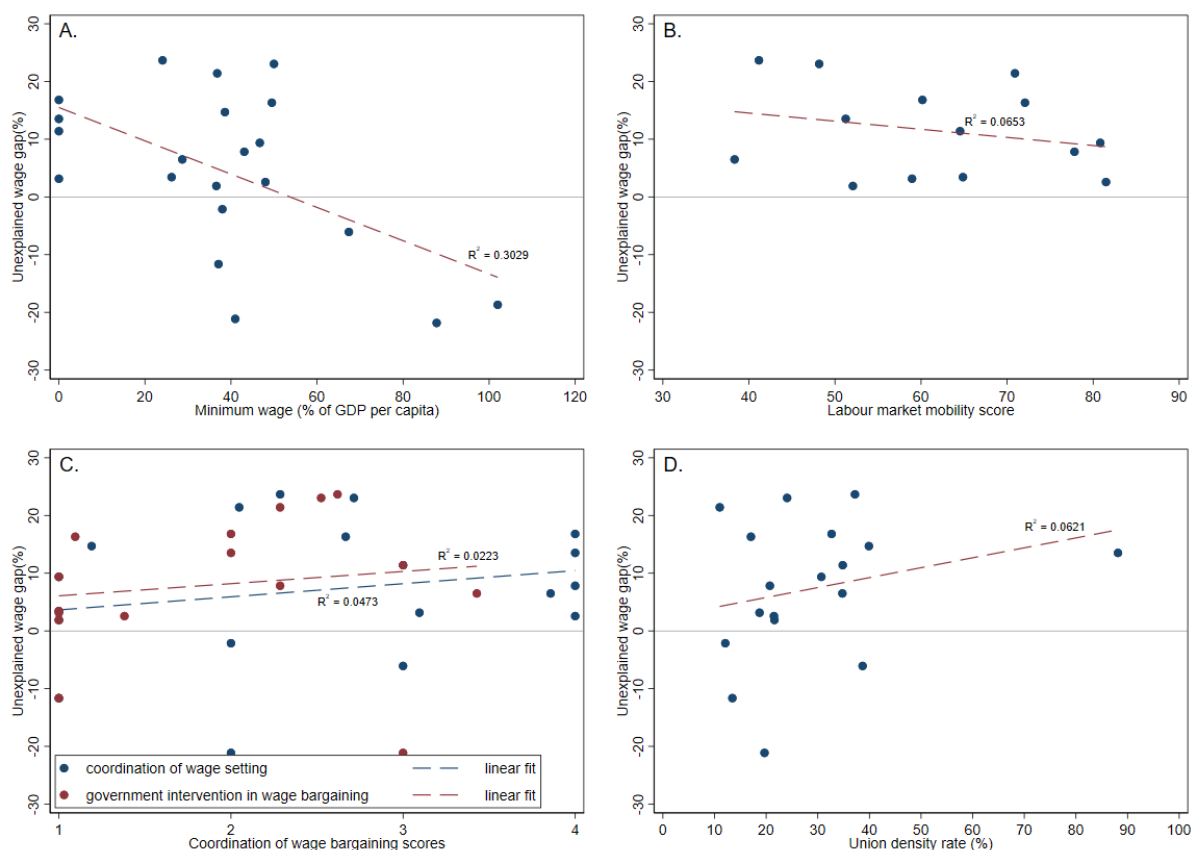 A.
Unexplained wage gap(%)
30
20
10
0
-10
-20
-30
R² = 0.3029
0 20 40 60 80 100 120
Minimum wage (% of GDP per capita)
B.
Unexplained wage gap(%)
30
20
10
0
-10
-20
-30
R² = 0.0653
30 40 50 60 70 80 90
Labour market mobility score
C.
Unexplained wage gap(%)
30
20
10
0
-10
-20
-30
R² = 0.0223
R² = 0.0473
coordination of wage setting linear fit
government intervention in wage bargaining linear fit
1 2 3 4
Coordination of wage bargaining scores
D.
Unexplained wage gap(%)
30
20
10
0
-10
-20
-30
R² = 0.0621
0 10 20 30 40 50 60 70 80 90 100
Union density rate (%)